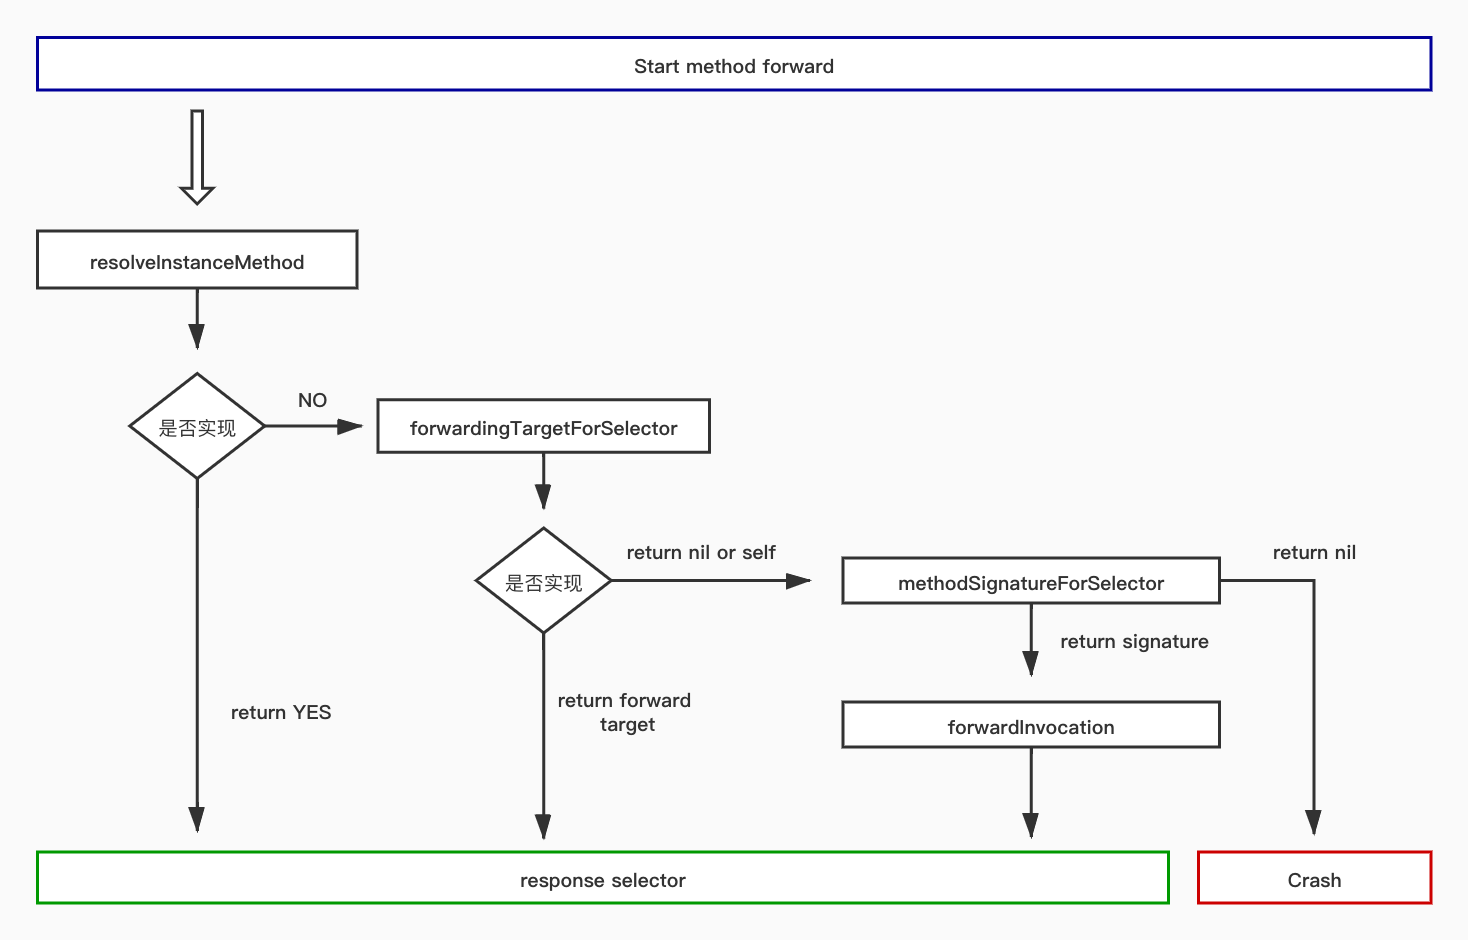 Start method forward
resolveInstanceMethod
NO
是否实现
forwardingTargetForSelector
return nil or self
return nil
是否实现
methodSignatureForSelector
return signature
return forward
target
return YES
forwardInvocation
response selector
Crash